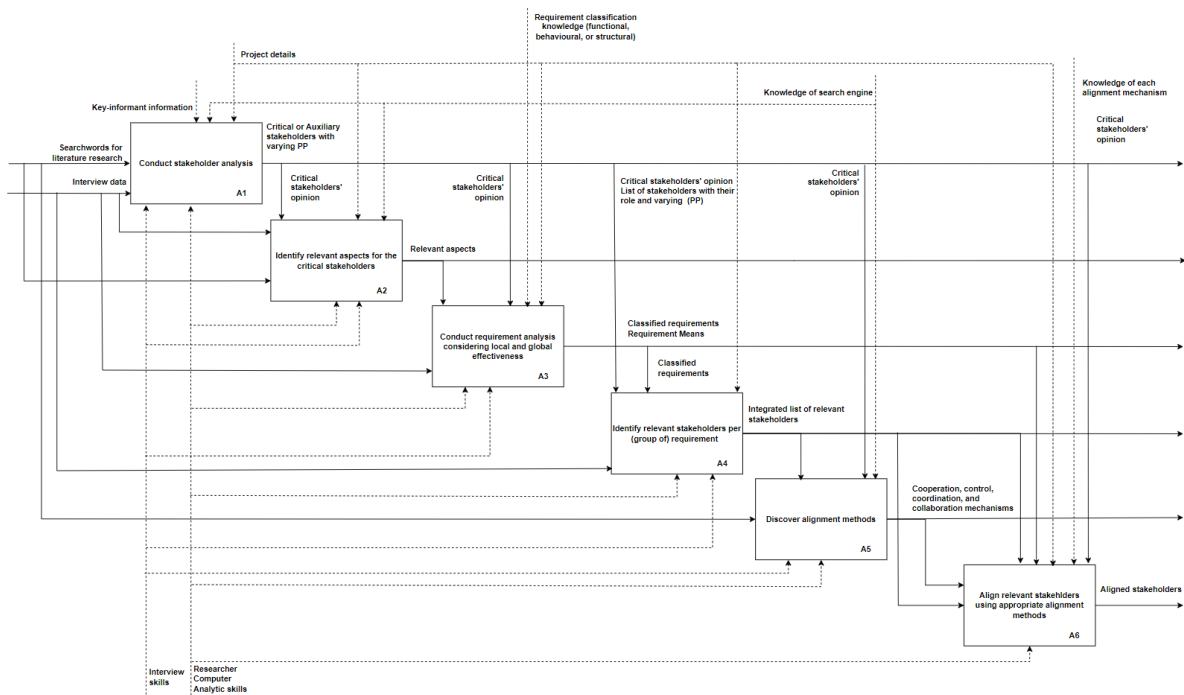 Requirement classification
knowledge (functional,
behavioural, or structural)
Project details
Knowledge of each
alignment mechanism
Knowledge of search engine
Key-informant information
Critical
stakeholders'
opinion
Critical or Auxiliary
stakeholders with
varying PP
Searchwords for
literature research
Conduct stakeholder analysis
A1
Interview data
Critical
stakeholders'
opinion
Critical
stakeholders'
opinion
Critical stakeholders' opinion
List of stakeholders with their
role and varying (PP)
Critical
stakeholders'
opinion
Identify relevant aspects for the
critical stakeholders
A2
Relevant aspects
Conduct requirement analysis
considering local and global
effectiveness
A3
Classified requirements
Requirement Means
Classified
requirements
Identify relevant stakeholders per
(group of) requirement
A4
Integrated list of relevant
stakeholders
Discover alignment methods
A5
Cooperation, control,
coordination, and
collaboration mechanisms
Align relevant stakehlders
using appropriate alignment
methods
A6
Aligned stakeholders
Interview
skills
Researcher
Computer
Analytic skills